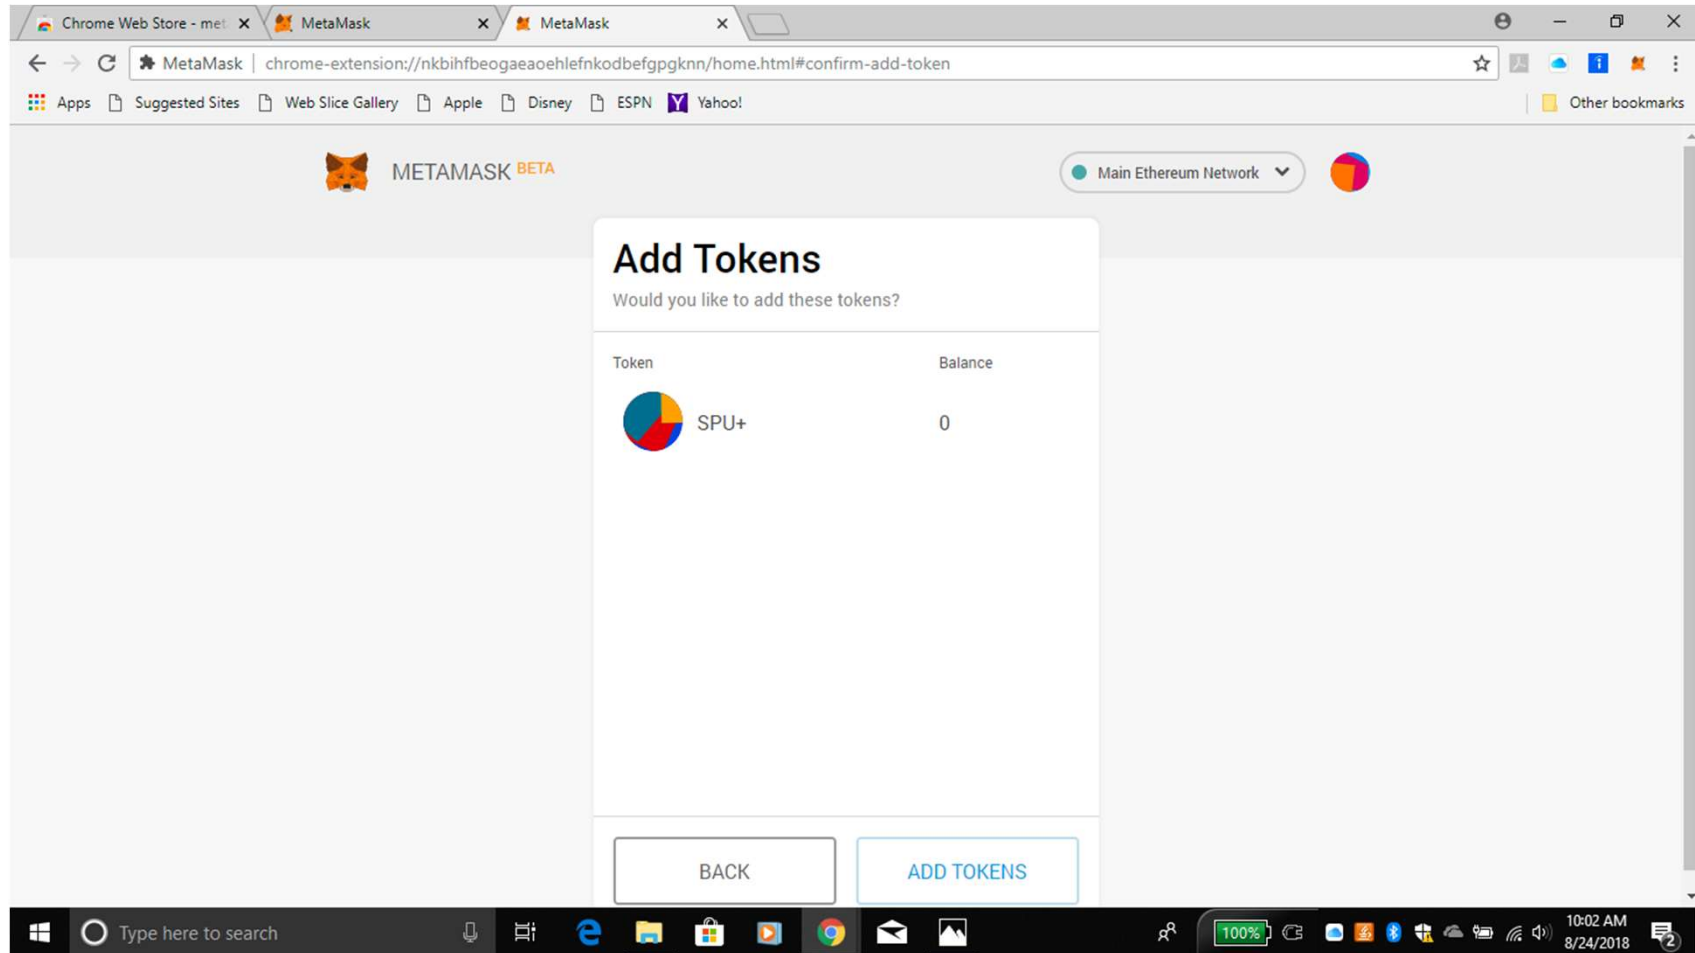 Chrome Web Store - met
MetaMask
MetaMask
MetaMask | chrome-extension://nkbihfbeogaeaoehlefnkodbefgpgknn/home.html#confirm-add-token
Apps Suggested Sites Web Slice Gallery Apple Disney ESPN Yahoo! Other bookmarks
METAMASK BETA
Main Ethereum Network
Add Tokens
Would you like to add these tokens?
Token Balance
SPU+ 0
BACK ADD TOKENS
Type here to search
100%
10:02 AM
8/24/2018
2